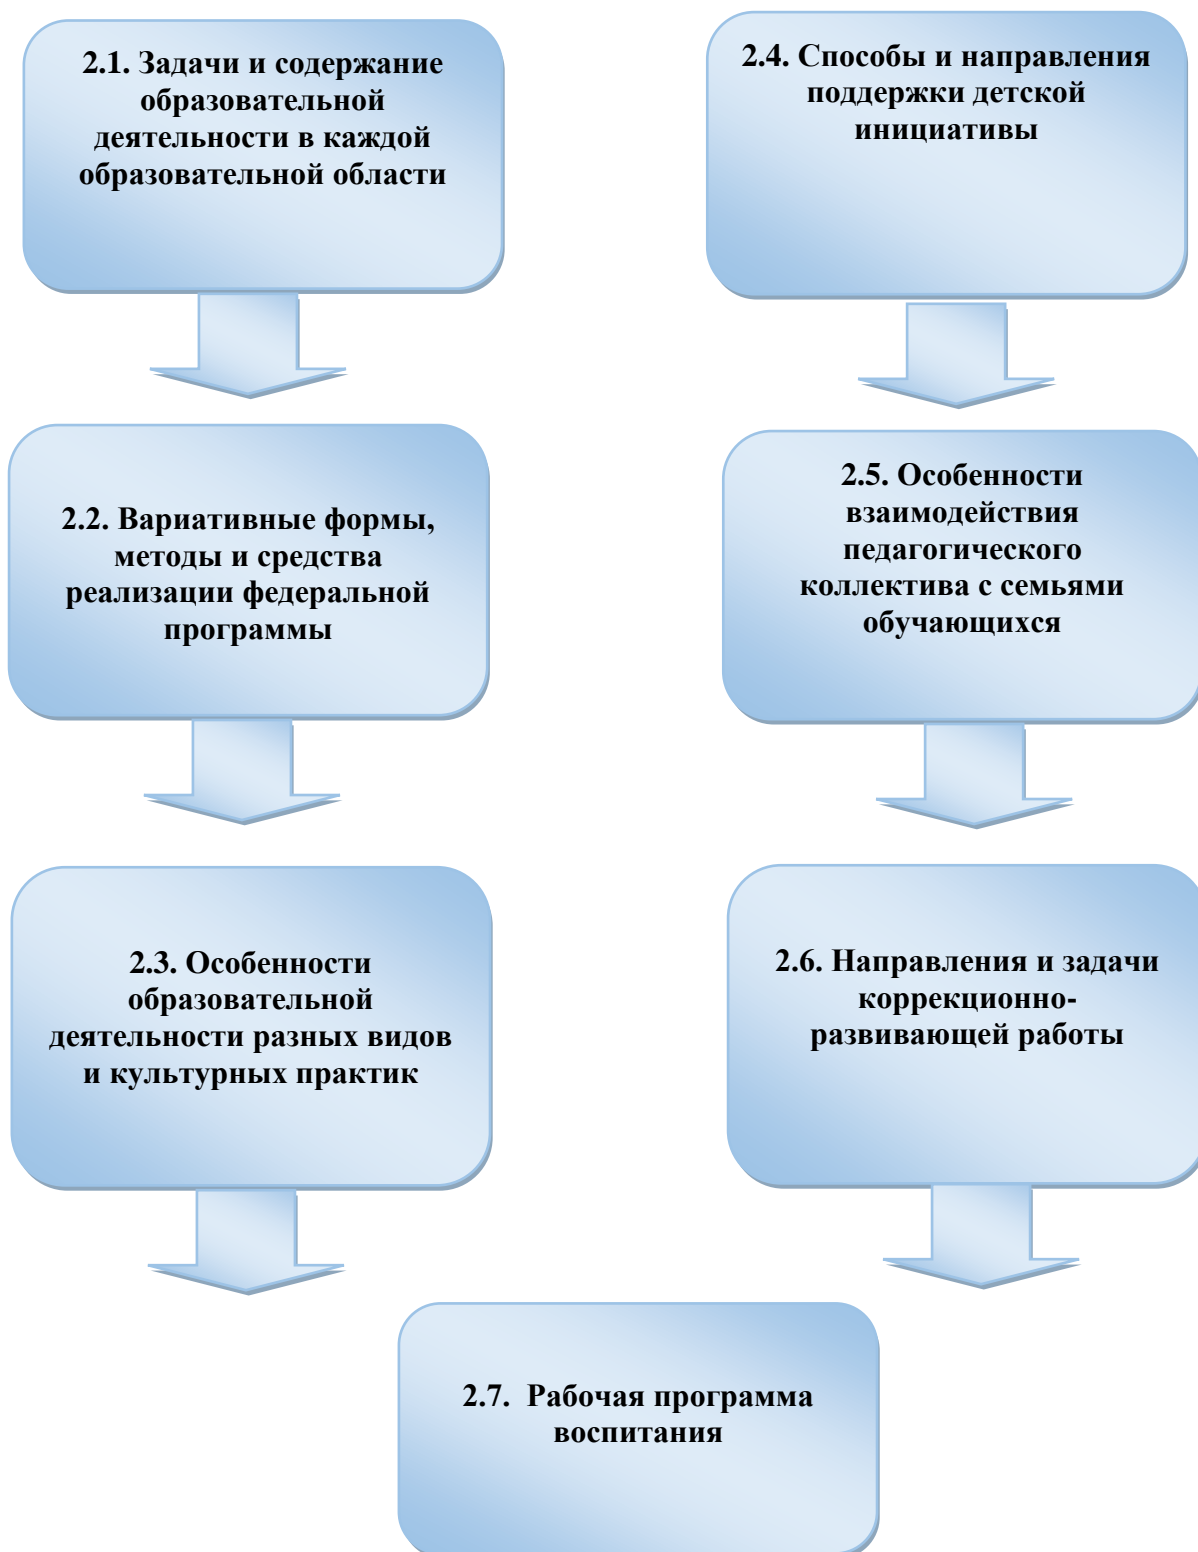 2.1. Задачи и содержание
образовательной
деятельности в каждой
образовательной области
2.2. Вариативные формы,
методы и средства
реализации федеральной
программы
2.3. Особенности
образовательной
деятельности разных видов
и культурных практик
2.4. Способы и направления
поддержки детской
инициативы
2.5. Особенности
взаимодействия
педагогического
коллектива с семьями
обучающихся
2.6. Направления и задачи
коррекционно-
развивающей работы
2.7. Рабочая программа
воспитания